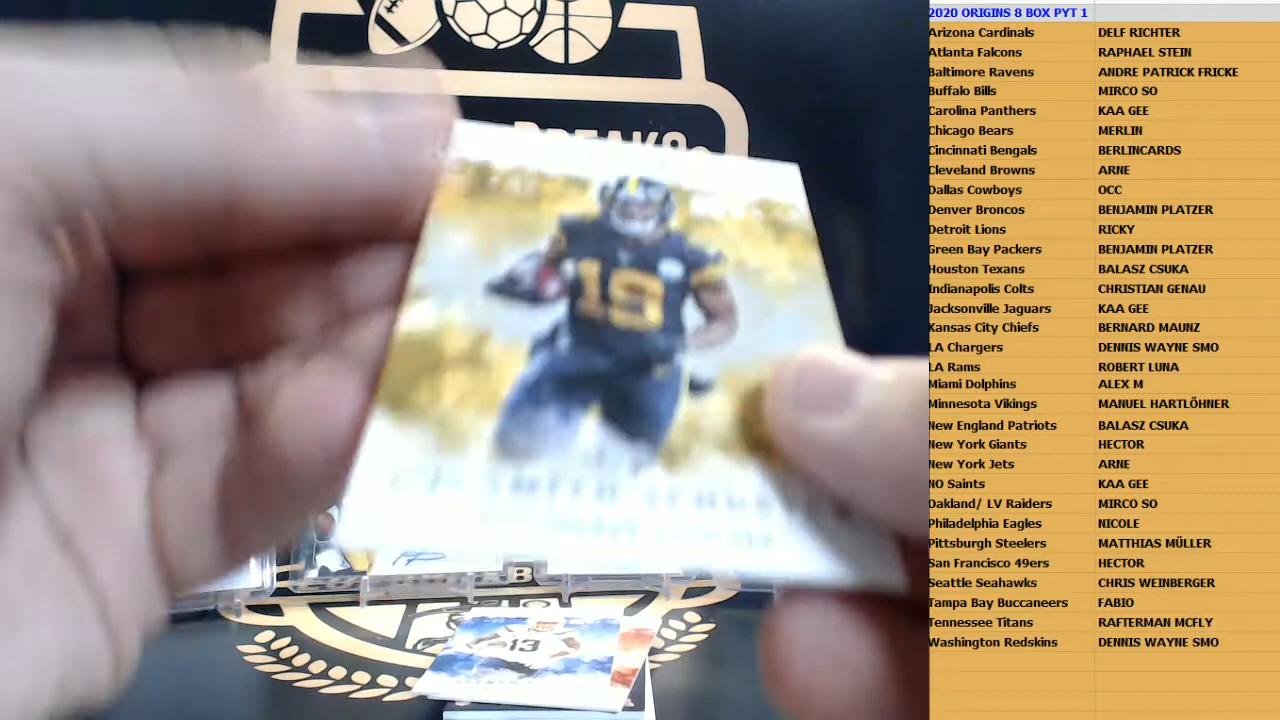 BREAKS
19
13
B
2020 ORIGINS 8 BOX PYT 1
Arizona Cardinals DELF RICHTER
Atlanta Falcons RAPHAEL STEIN
Baltimore Ravens ANDRE PATRICK FRICKE
Buffalo Bills MIRCO SO
Carolina Panthers KAA GEE
Chicago Bears MERLIN
Cincinnati Bengals BERLINCARDS
Cleveland Browns ARNE
Dallas Cowboys OCC
Denver Broncos BENJAMIN PLATZER
Detroit Lions RICKY
Green Bay Packers BENJAMIN PLATZER
Houston Texans BALASZ CSUKA
Indianapolis Colts CHRISTIAN GENAU
Jacksonville Jaguars KAA GEE
Kansas City Chiefs BERNARD MAUNZ
LA Chargers DENNIS WAYNE SMO
LA Rams ROBERT LUNA
Miami Dolphins ALEX M
Minnesota Vikings MANUEL HARTLÖHNER
New England Patriots BALASZ CSUKA
New York Giants HECTOR
New York Jets ARNE
NO Saints KAA GEE
Oakland/ LV Raiders MIRCO SO
Philadelphia Eagles NICOLE
Pittsburgh Steelers MATTHIAS MÜLLER
San Francisco 49ers HECTOR
Seattle Seahawks CHRIS WEINBERGER
Tampa Bay Buccaneers FABIO
Tennessee Titans RAFTERMAN MCFLY
Washington Redskins DENNIS WAYNE SMO